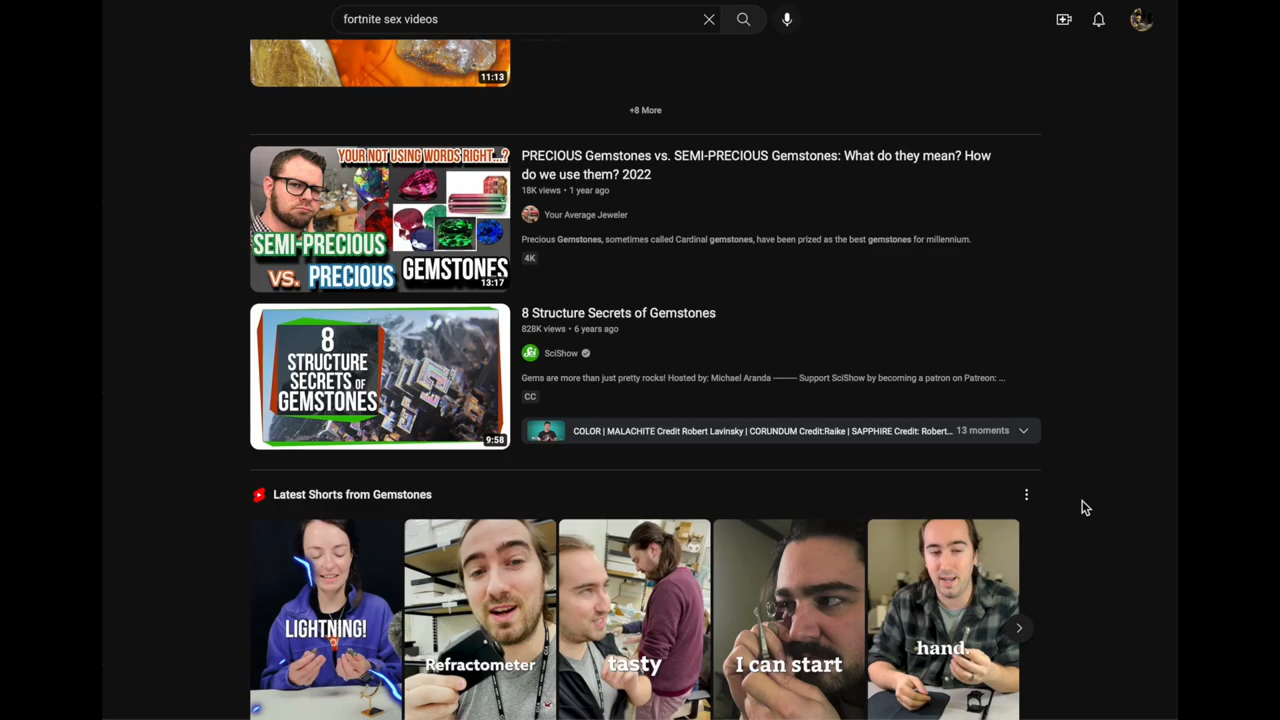 fortnite sex videos
11:13
+8 More
YOUR NOT USING WORDS RIGHT...?
SEMI-PRECIOUS
VS. PRECIOUS GEMSTONES
13:17
PRECIOUS Gemstones vs. SEMI-PRECIOUS Gemstones: What do they mean? How
do we use them? 2022
18K views • 1 year ago
Your Average Jeweler
Precious Gemstones, sometimes called Cardinal gemstones, have been prized as the best gemstones for millennium.
4K
8
STRUCTURE
SECRETS OF
GEMSTONES
9:58
8 Structure Secrets of Gemstones
828K views • 6 years ago
Sci SciShow
Gems are more than just pretty rocks! Hosted by: Michael Aranda ——— Support SciShow by becoming a patron on Patreon: ...
CC
COLOR | MALACHITE Credit Robert Lavinsky | CORUNDUM Credit:Raike | SAPPHIRE Credit: Robert... 13 moments
Latest Shorts from Gemstones
LIGHTNING!
Refractometer
tasty
I can start
hand.